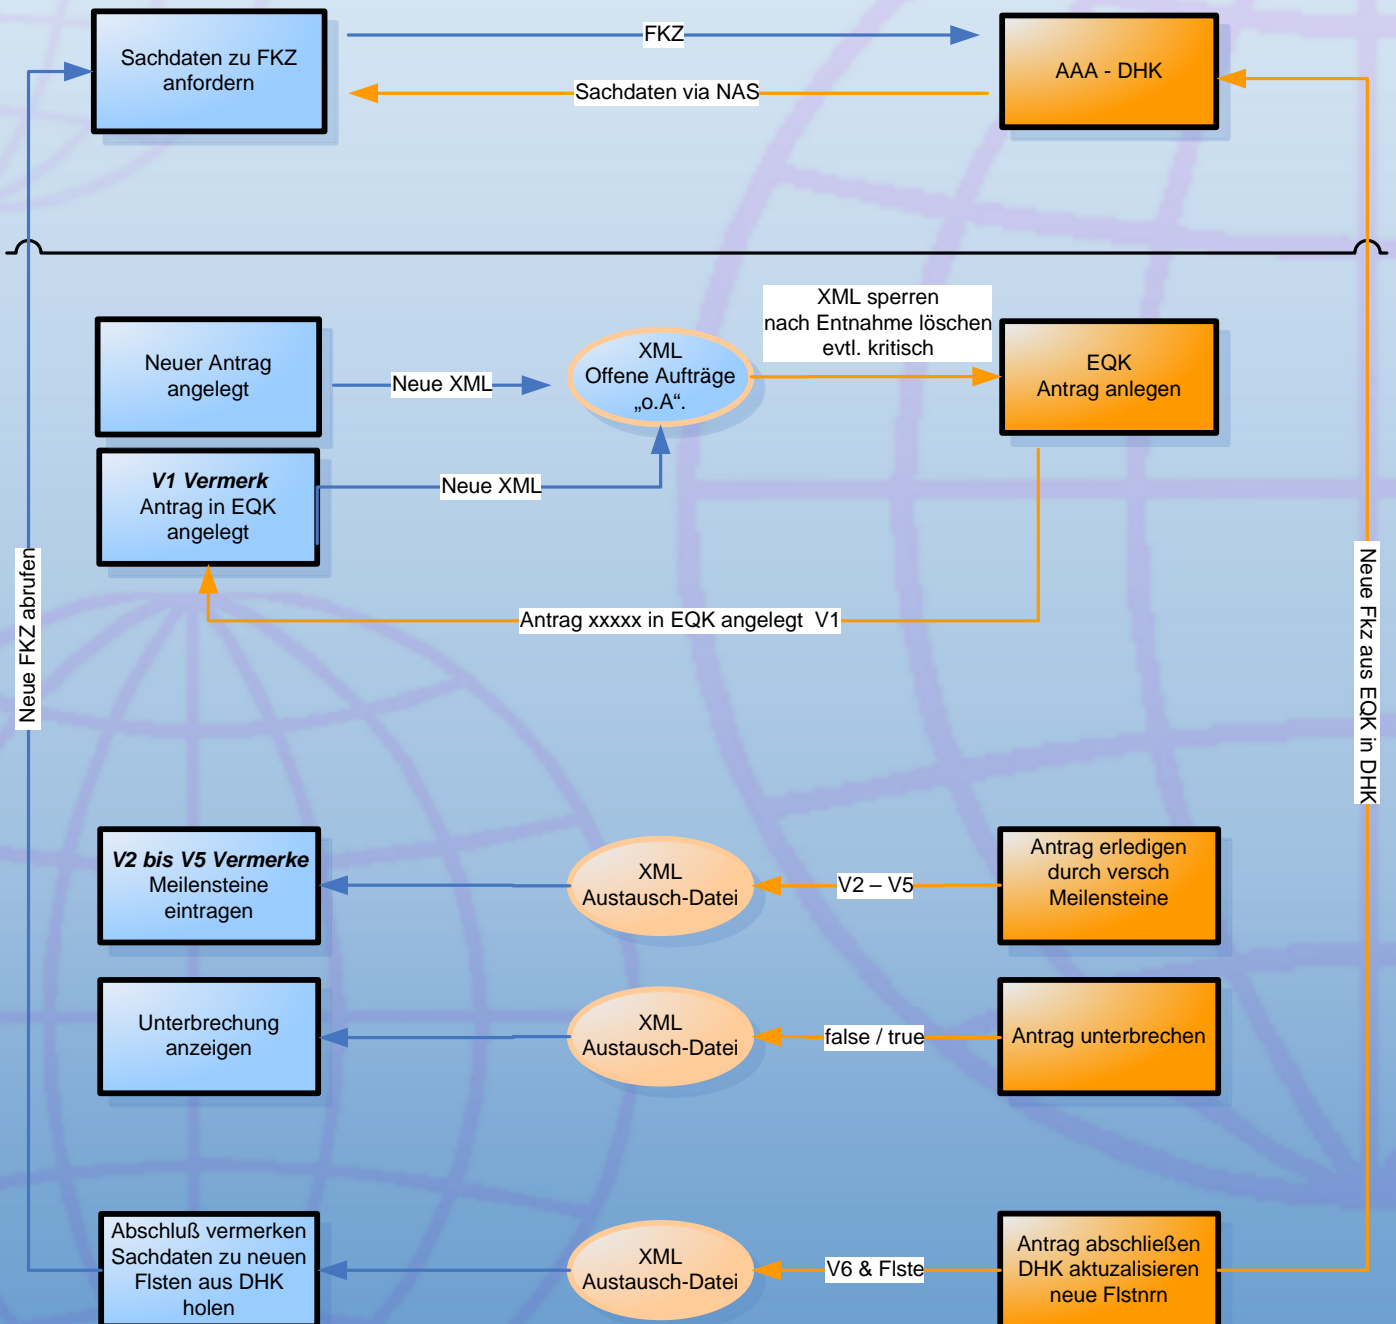 Sachdaten zu FKZ
anfordern
FKZ
Sachdaten via NAS
AAA - DHK
Neuer Antrag
angelegt
Neue XML
XML
Offene Aufträge
„o.A“.
XML sperren
nach Entnahme löschen
evtl. kritisch
EQK
Antrag anlegen
V1 Vermerk
Antrag in EQK
angelegt
Neue XML
Antrag xxxxx in EQK angelegt V1
Neue FKZ abrufen
Neue Fkz aus EQK in DHK
V2 bis V5 Vermerke
Meilensteine
eintragen
XML
Austausch-Datei
V2 – V5
Antrag erledigen
durch versch
Meilensteine
Unterbrechung
anzeigen
XML
Austausch-Datei
false / true
Antrag unterbrechen
Abschluß vermerken
Sachdaten zu neuen
Flsten aus DHK
holen
XML
Austausch-Datei
V6 & Flste
Antrag abschließen
DHK aktuzalisieren
neue Flstnrn